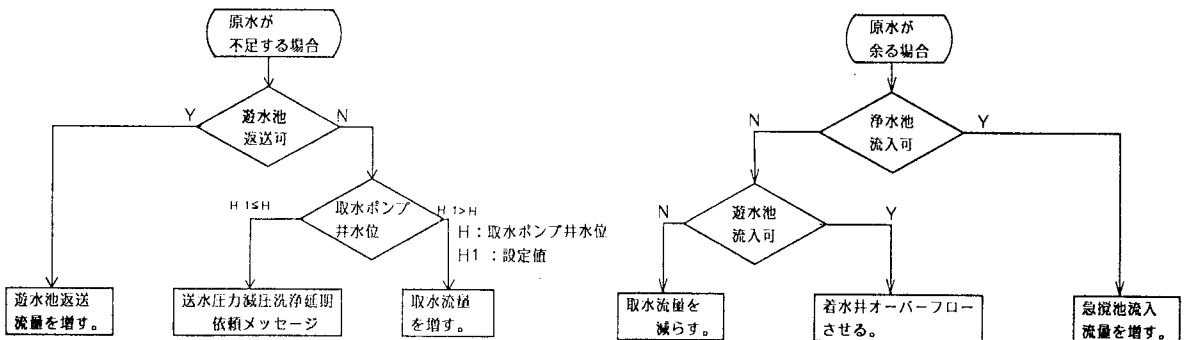 原水が
不足する場合
Y
遊水池
返送可
N
H 1≤H
取水ポンプ
井水位
H 1>H
H：取水ポンプ井水位
H1：設定値
遊水池返送
流量を増す。
送水圧力減圧洗浄延期
依頼メッセージ
取水流量
を増す。
原水が
余る場合
N
浄水池
流入可
Y
N
遊水池
流入可
Y
取水流量を
減らす。
着水井オーバーフロー
させる。
急撹池流入
流量を増す。